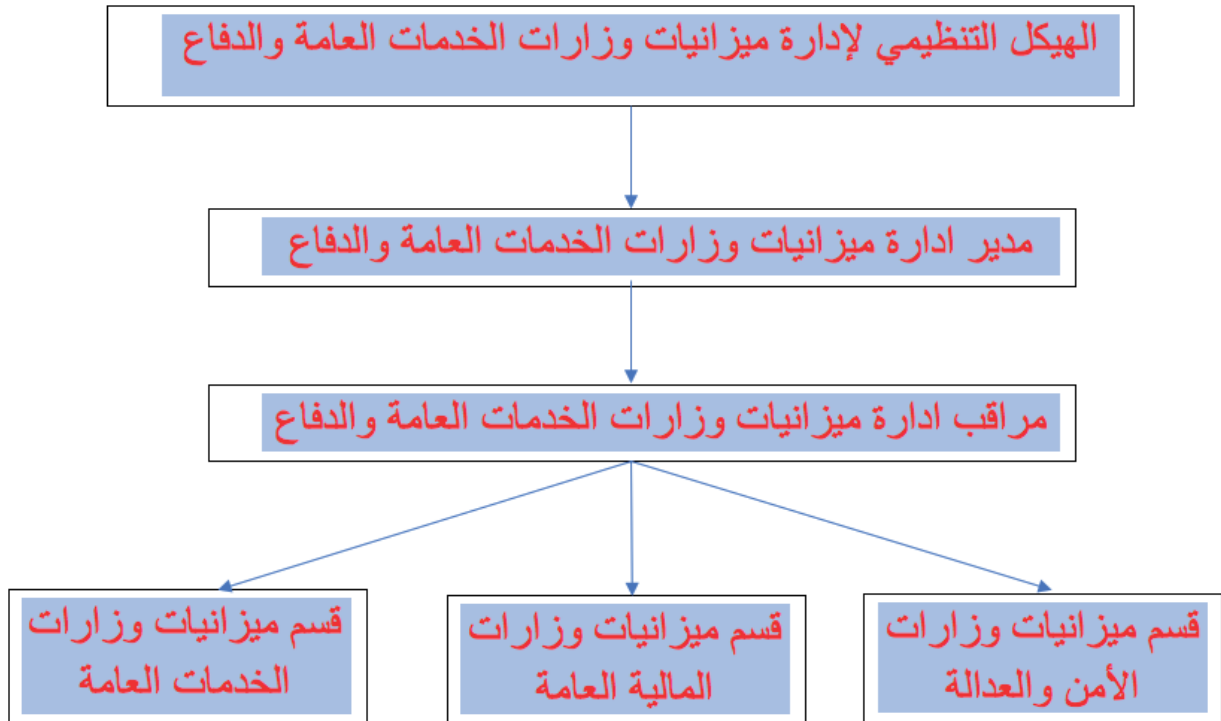 الهيكل التنظيمي لإدارة ميزانيات وزارات الخدمات العامة والدفاع
مدير ادارة ميزانيات وزارات الخدمات العامة والدفاع
مراقب ادارة ميزانيات وزارات الخدمات العامة والدفاع
قسم ميزانيات وزارات
الأمن والعدالة
قسم ميزانيات وزارات
المالية العامة
قسم ميزانيات وزارات
الخدمات العامة